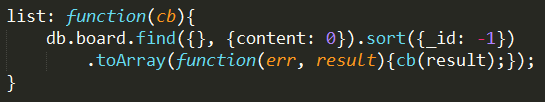 list: function(cb){
    db.board.find({}, {content: 0}).sort({_id: -1})
        .toArray(function(err, result){cb(result);});
}